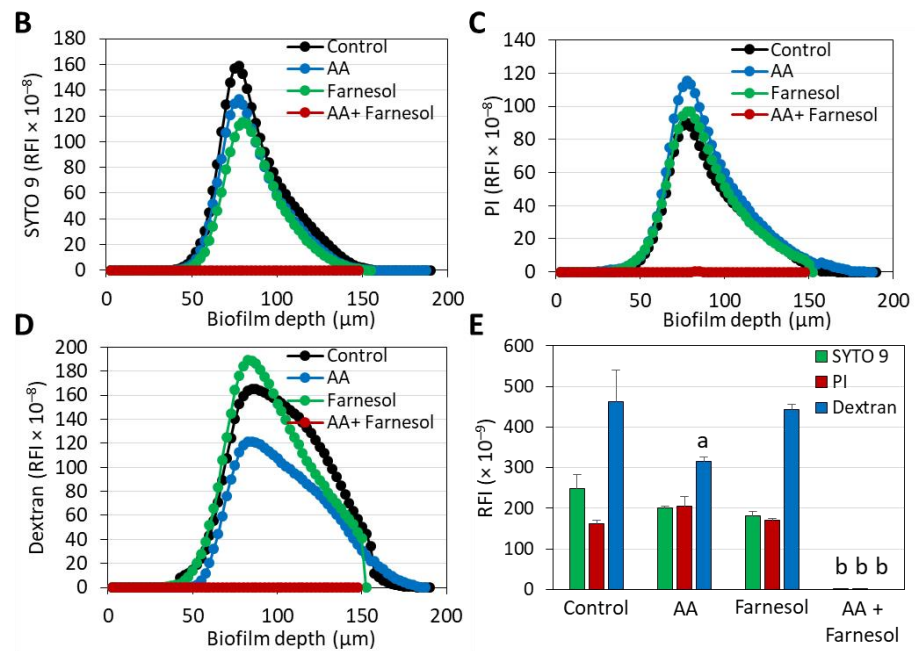 B
180
160
140
120
100
80
60
40
20
0
SYTO 9 (RFI × 10⁻⁸)
Control
AA
Farnesol
AA+ Farnesol
0 50 100 150 200
Biofilm depth (µm)
C
140
120
100
80
60
40
20
0
PI (RFI × 10⁻⁸)
Control
AA
Farnesol
AA+ Farnesol
0 50 100 150 200
Biofilm depth (µm)
D
200
180
160
140
120
100
80
60
40
20
0
Dextran (RFI × 10⁻⁸)
Control
AA
Farnesol
AA+ Farnesol
0 50 100 150 200
Biofilm depth (µm)
E
600
500
400
300
200
100
0
RFI (× 10⁻⁹)
SYTO 9
PI
Dextran
a
b b b
Control AA Farnesol AA +
Farnesol